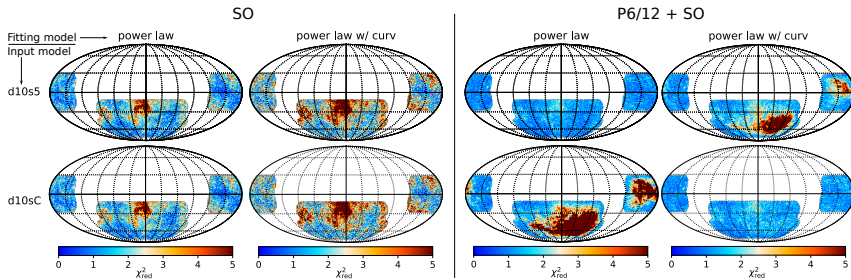 SO
P6/12 + SO
Fitting model
Input model
power law
power law w/ curv
power law
power law w/ curv
d10s5
d10sC
0 1 2 3 4 5
0 1 2 3 4 5
0 1 2 3 4 5
0 1 2 3 4 5
χ²red
χ²red
χ²red
χ²red